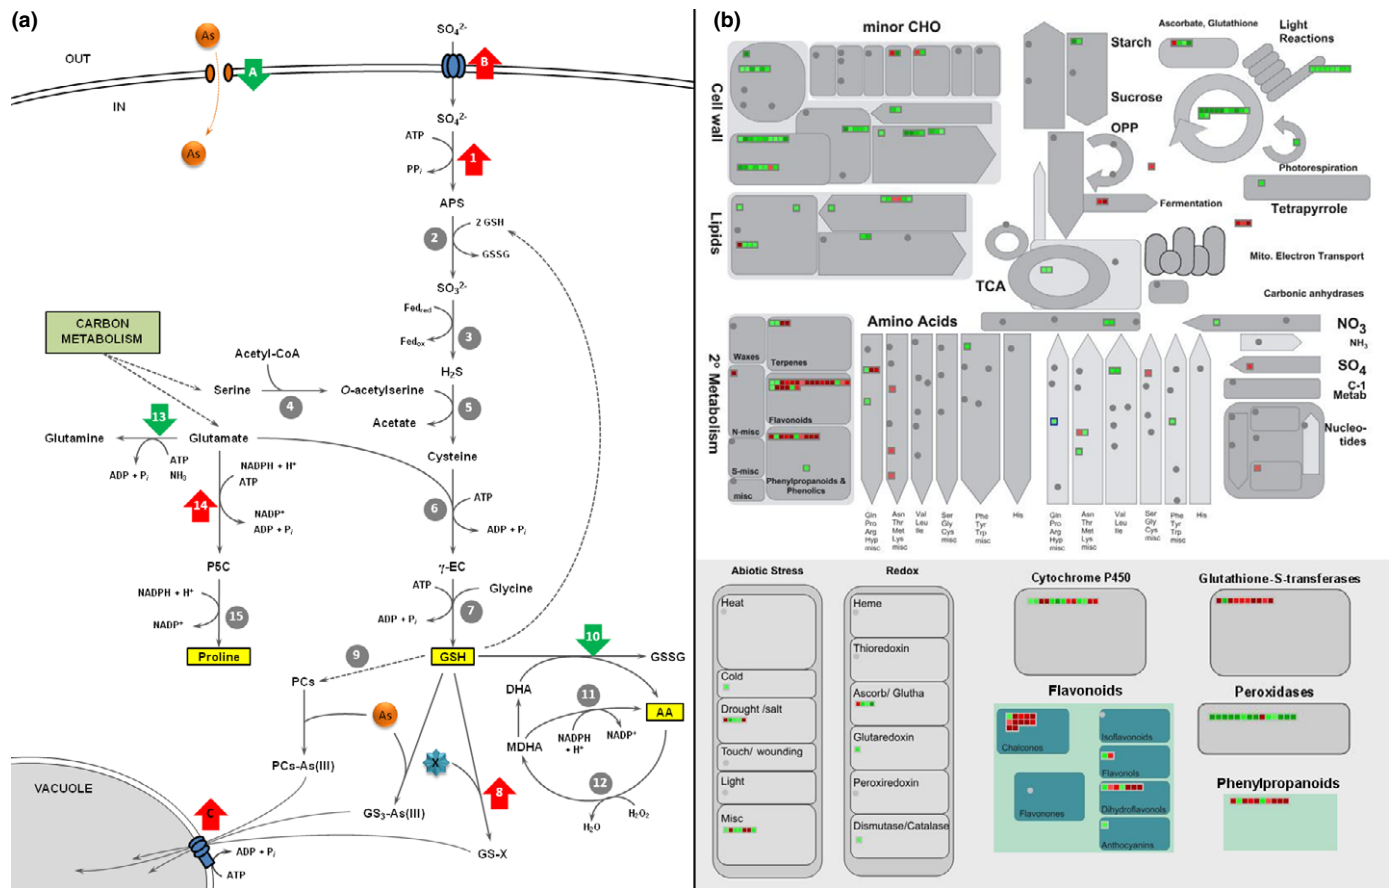 (a)
OUT
IN
As
As
A
SO₄²⁻
B
SO₄²⁻
ATP
PPᵢ
1
APS
2
2 GSH
GSSG
SO₃²⁻
Fed_red
Fed_ox
3
CARBON
METABOLISM
Acetyl-CoA
H₂S
Serine
4
O-acetylserine
Acetate
5
13
Glutamine
Glutamate
Cysteine
ATP
NH₃
ADP + Pᵢ
NADPH + H⁺
ATP
14
NADP⁺
ADP + Pᵢ
6
ATP
ADP + Pᵢ
P5C
γ-EC
NADPH + H⁺
NADP⁺
15
ATP
Glycine
ADP + Pᵢ
7
Proline
9
GSH
10
GSSG
PCs
DHA
11
AA
As
NADPH
+ H⁺
NADP⁺
MDHA
PCs-As(III)
X
8
12
H₂O
H₂O₂
VACUOLE
C
GS₃-As(III)
GS-X
ADP + Pᵢ
ATP
(b)
minor CHO
Cell wall
Lipids
Starch
Sucrose
OPP
Ascorbate, Glutathione
Light
Reactions
Photorespiration
Tetrapyrrole
Fermentation
Mito. Electron Transport
TCA
Carbonic anhydrases
Amino Acids
2º Metabolism
Waxes
Terpenes
N-misc
Flavonoids
S-misc
misc
Phenylpropanoids &
Phenolics
NO₃
NH₃
SO₄
C-1
Metab
Nucleo-
tides
Gln
Pro
Arg
Hyp
misc
Asn
Thr
Met
Lys
misc
Val
Leu
Ile
Ser
Gly
Cys
misc
Phe
Tyr
Trp
misc
His
Gln
Pro
Arg
Hyp
misc
Asn
Thr
Met
Lys
misc
Val
Leu
Ile
Ser
Gly
Cys
misc
Phe
Tyr
Trp
misc
His
Abiotic Stress
Heat
Cold
Drought /salt
Touch/ wounding
Light
Misc
Redox
Heme
Thioredoxin
Ascorb/ Glutha
Glutaredoxin
Peroxiredoxin
Dismutase/Catalase
Cytochrome P450
Glutathione-S-transferases
Flavonoids
Chalcones
Flavonones
Isoflavonoids
Flavonols
Dihydroflavonols
Anthocyanins
Peroxidases
Phenylpropanoids